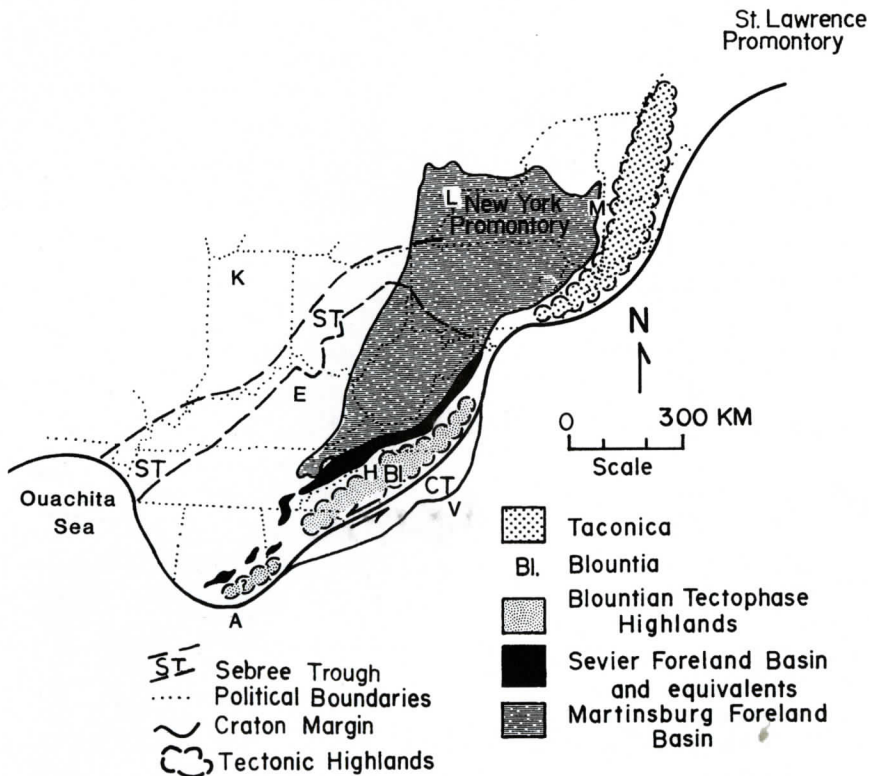 St. Lawrence
Promontory
L
New York
Promontory
M
K
ST
N
E
0 300 KM
Scale
ST
H Bl.
CT
V
Ouachita
Sea
?
A
Taconica
Bl. Blountia
Blountian Tectophase
Highlands
Sevier Foreland Basin
and equivalents
Martinsburg Foreland
Basin
ST Sebree Trough
Political Boundaries
Craton Margin
Tectonic Highlands